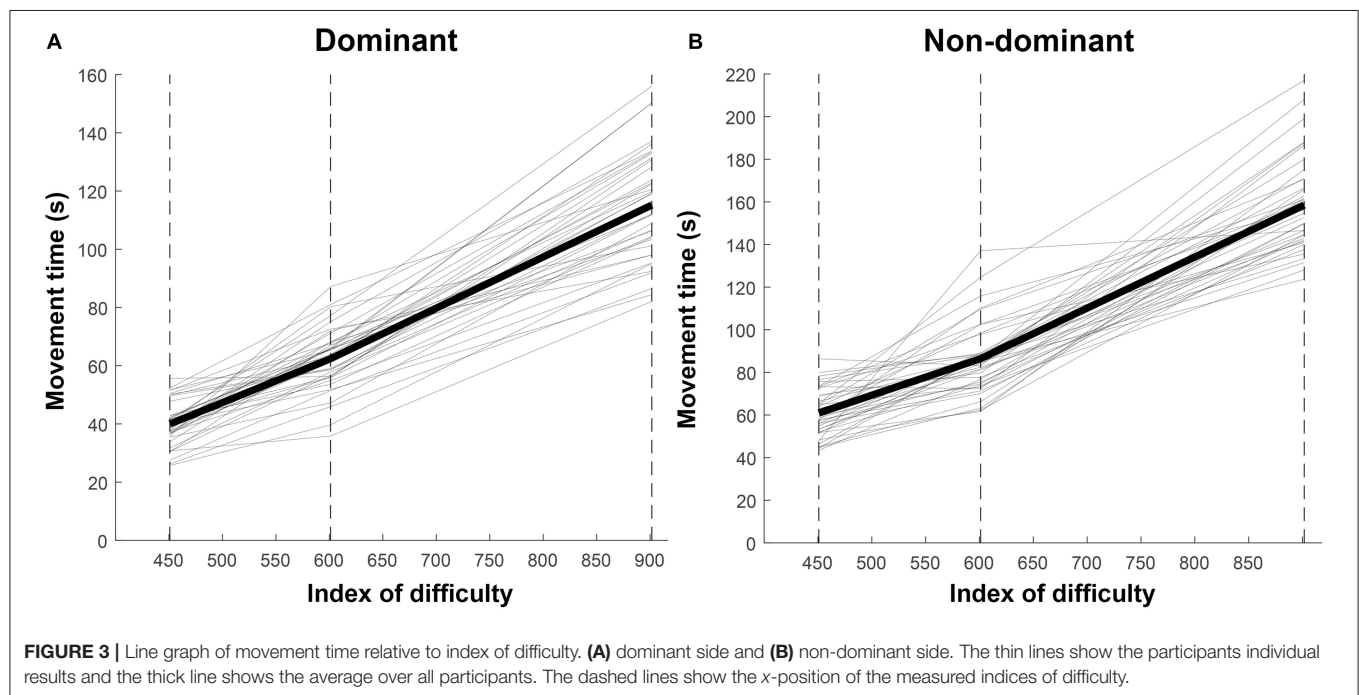 A Dominant
160
140
120
100
80
60
40
20
0
Movement time (s)
450 500 550 600 650 700 750 800 850 900
Index of difficulty
B Non-dominant
220
200
180
160
140
120
100
80
60
40
20
0
Movement time (s)
450 500 550 600 650 700 750 800 850
Index of difficulty
FIGURE 3 | Line graph of movement time relative to index of difficulty. (A) dominant side and (B) non-dominant side. The thin lines show the participants individual
results and the thick line shows the average over all participants. The dashed lines show the x-position of the measured indices of difficulty.